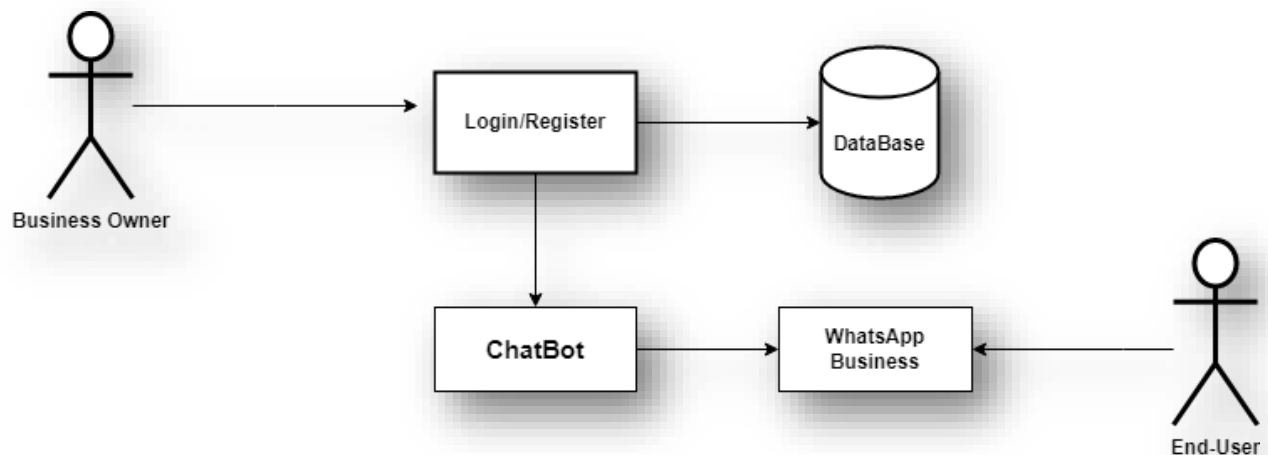 Login/Register
DataBase
Business Owner
ChatBot
WhatsApp
Business
End-User